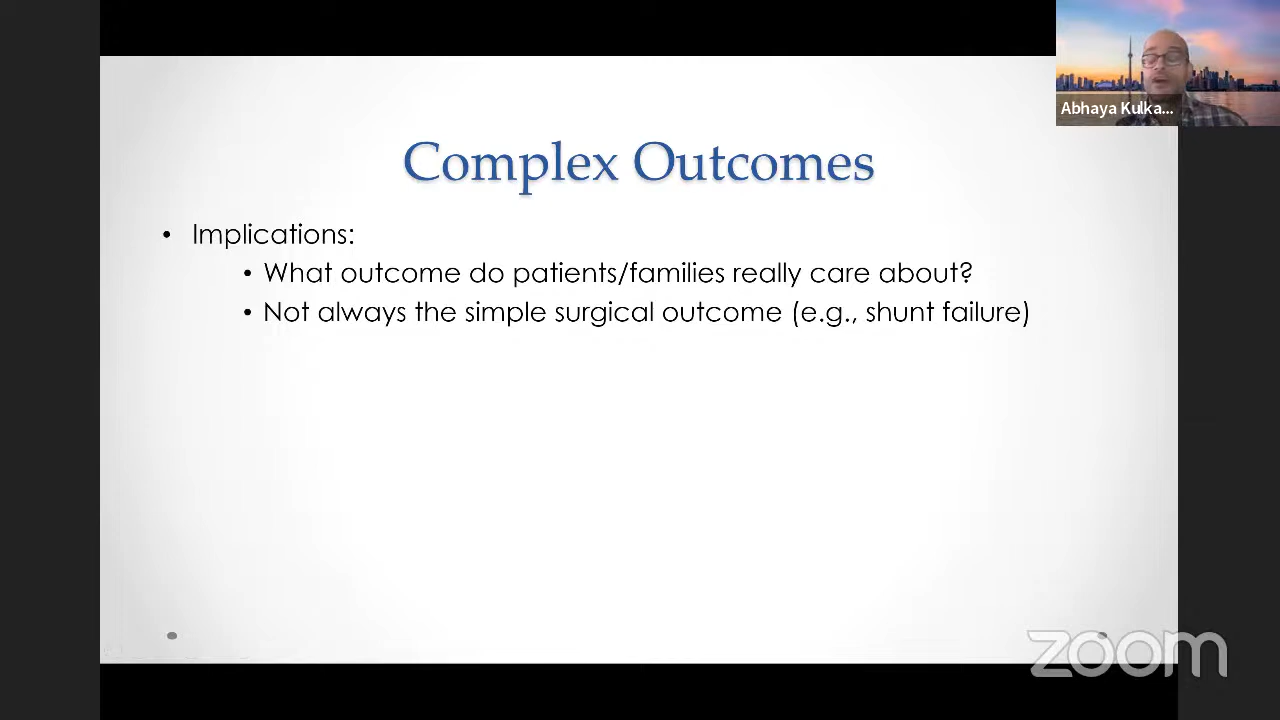 Complex Outcomes
• Implications:
• What outcome do patients/families really care about?
• Not always the simple surgical outcome (e.g., shunt failure)
Abhaya Kulka...
zoom